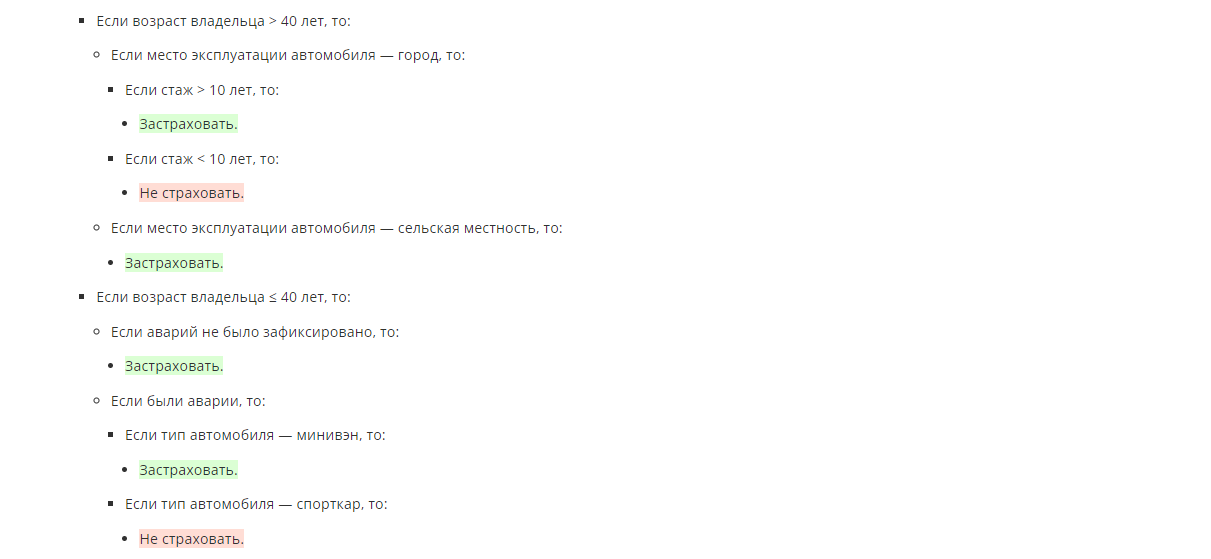 Если возраст владельца > 40 лет, то:
Если место эксплуатации автомобиля — город, то:
Если стаж > 10 лет, то:
Застраховать.
Если стаж < 10 лет, то:
Не страховать.
Если место эксплуатации автомобиля — сельская местность, то:
Застраховать.
Если возраст владельца ≤ 40 лет, то:
Если аварий не было зафиксировано, то:
Застраховать.
Если были аварии, то:
Если тип автомобиля — минивэн, то:
Застраховать.
Если тип автомобиля — спорткар, то:
Не страховать.